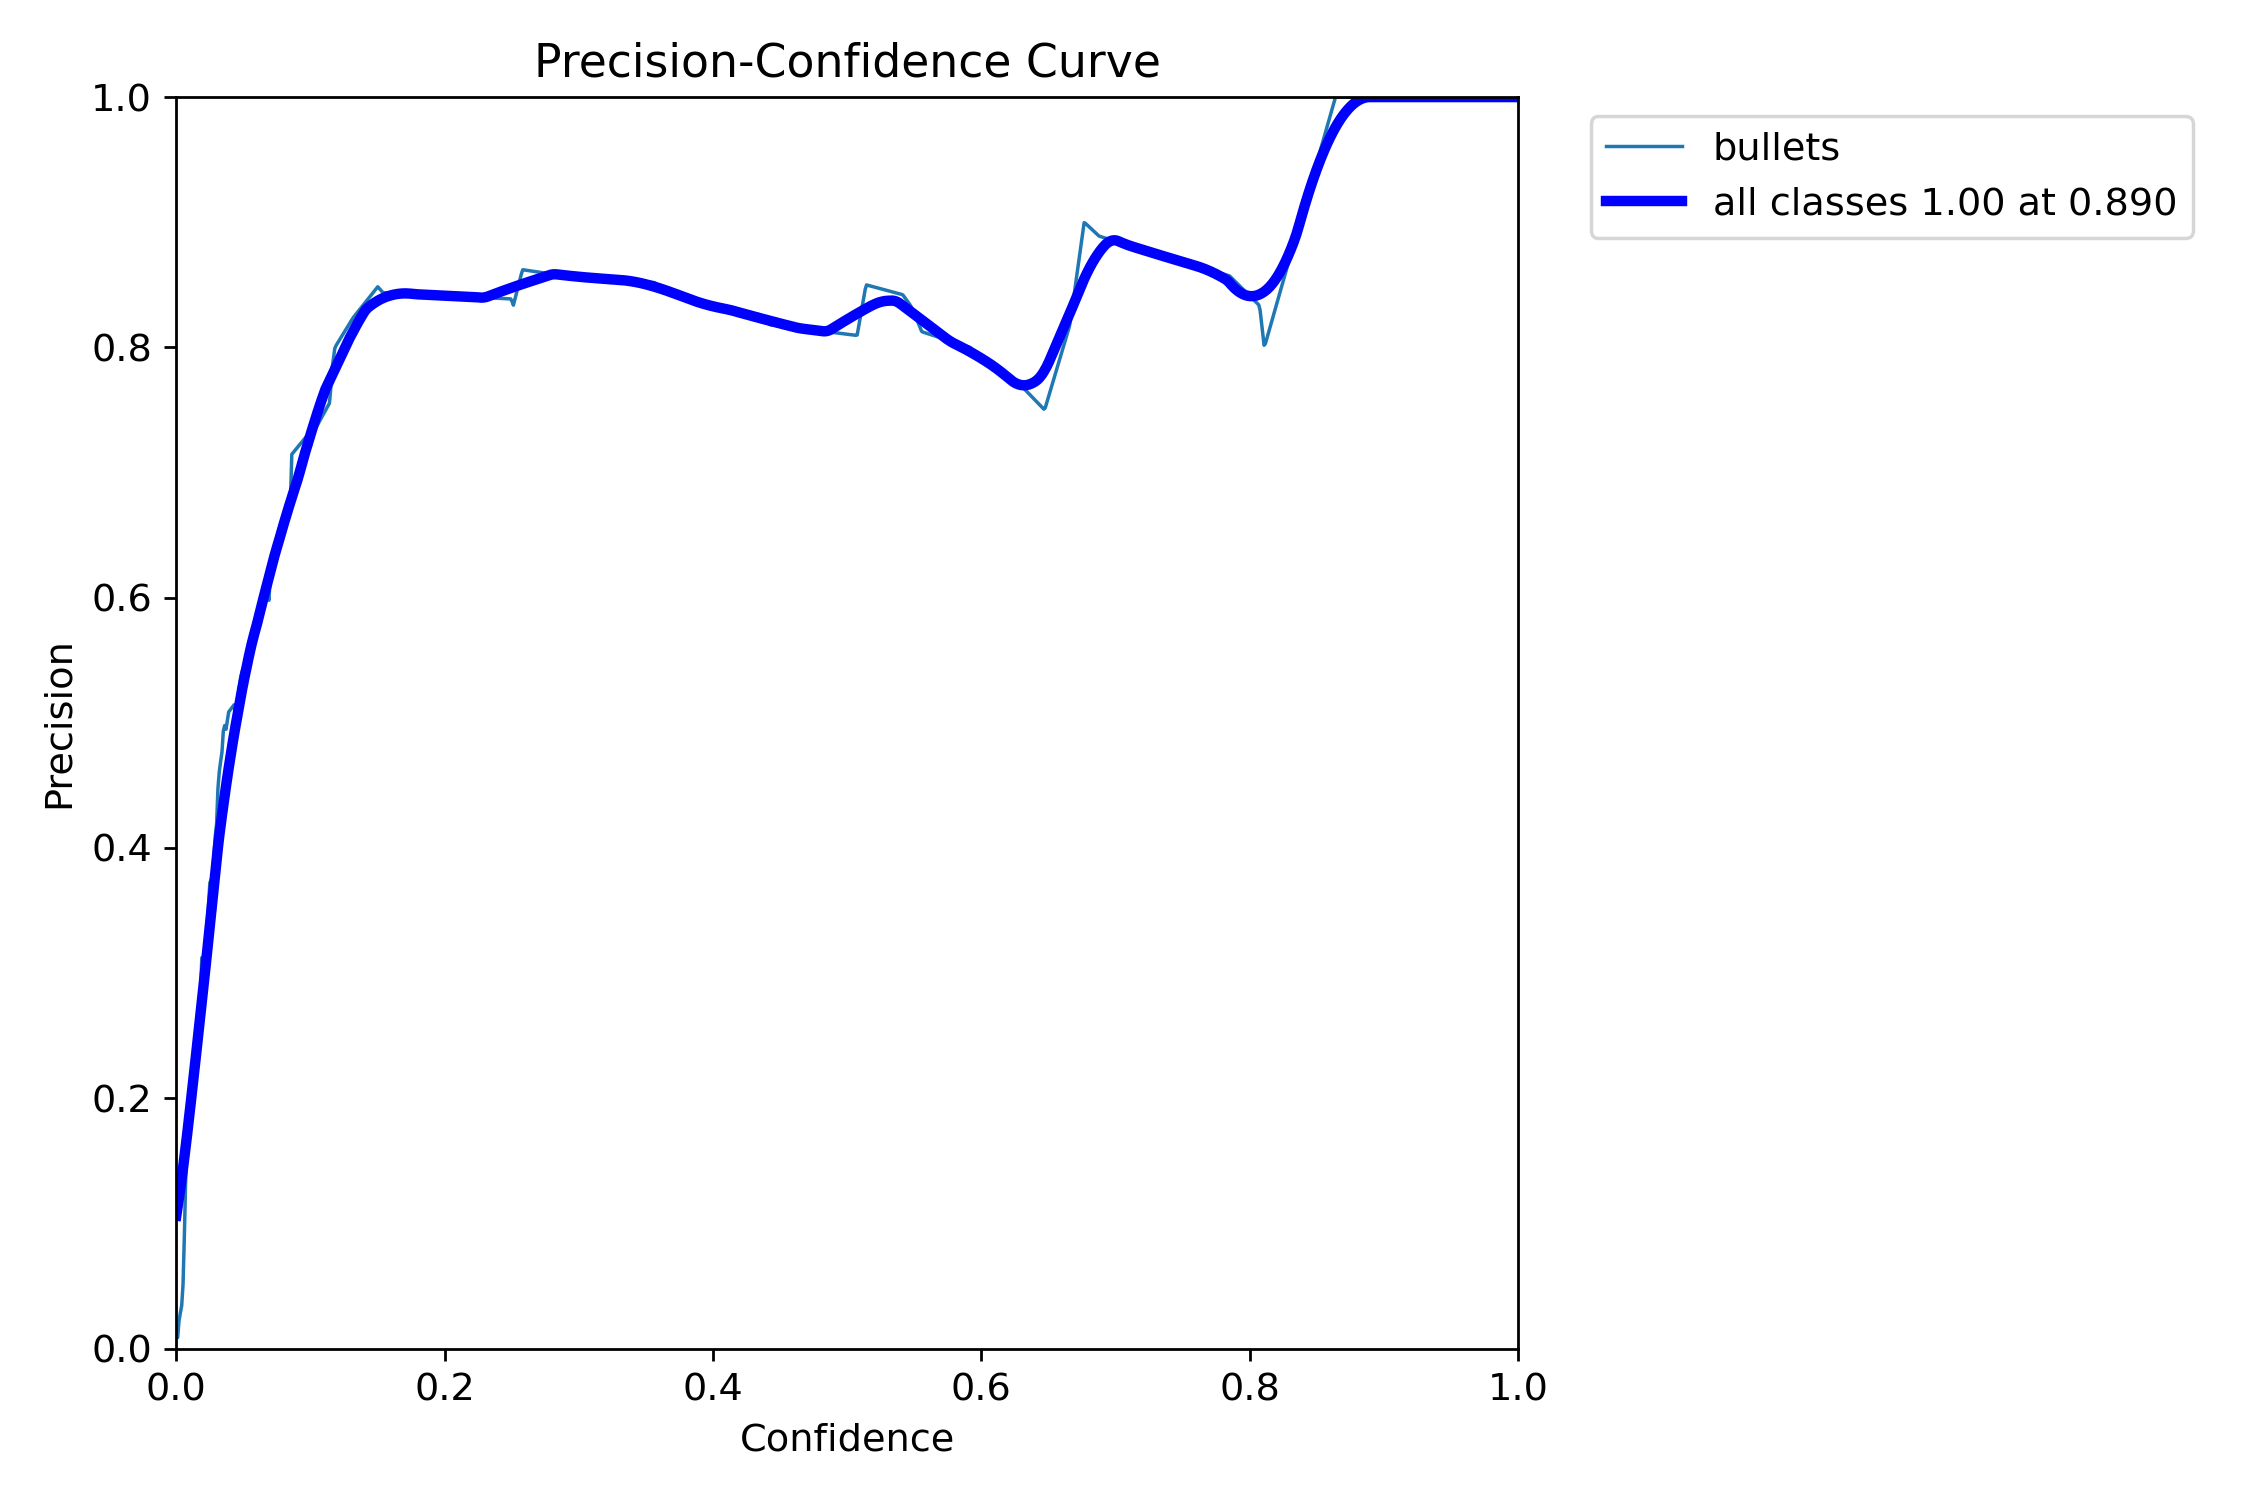 Precision-Confidence Curve
1.0
0.8
0.6
0.4
0.2
0.0
Precision
0.0 0.2 0.4 0.6 0.8 1.0
Confidence
bullets
all classes 1.00 at 0.890